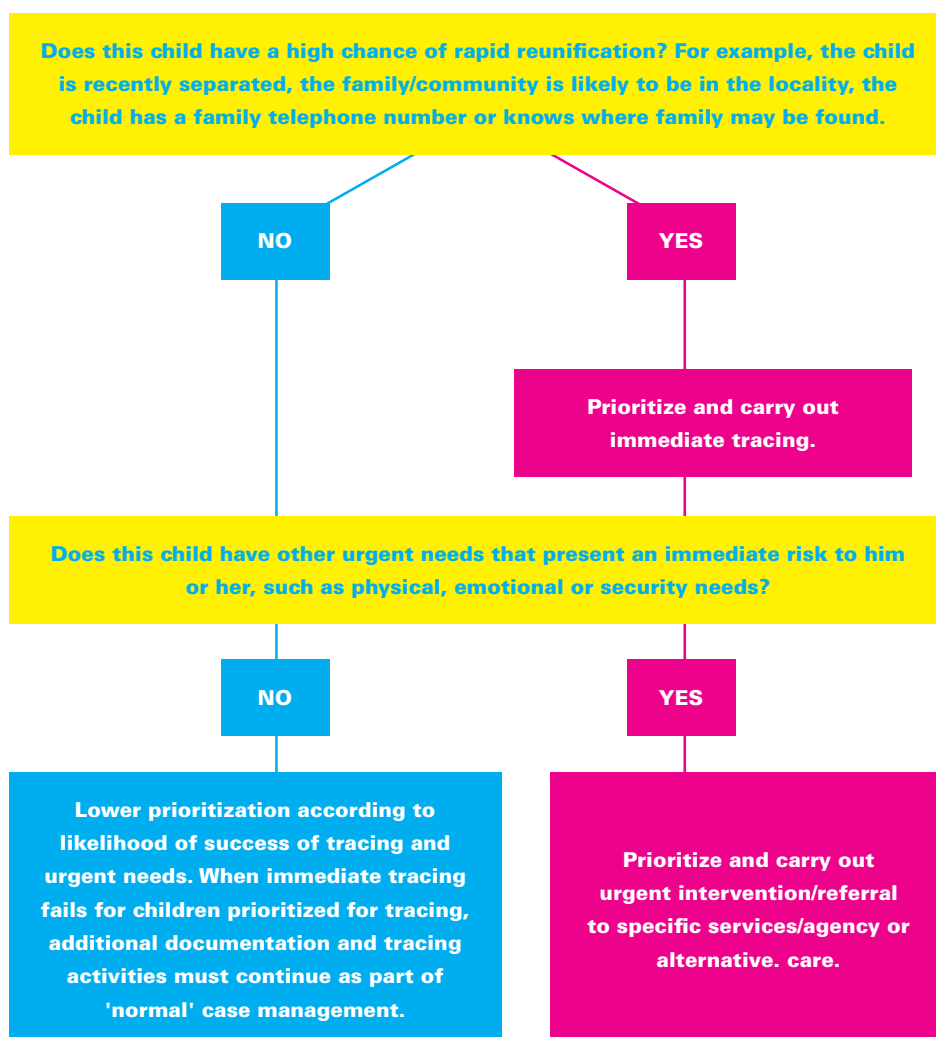 Does this child have a high chance of rapid reunification? For example, the child
is recently separated, the family/community is likely to be in the locality, the
child has a family telephone number or knows where family may be found.
NO
YES
Prioritize and carry out
immediate tracing.
Does this child have other urgent needs that present an immediate risk to him
or her, such as physical, emotional or security needs?
NO
YES
Lower prioritization according to
likelihood of success of tracing and
urgent needs. When immediate tracing
fails for children prioritized for tracing,
additional documentation and tracing
activities must continue as part of
'normal' case management.
Prioritize and carry out
urgent intervention/referral
to specific services/agency or
alternative. care.